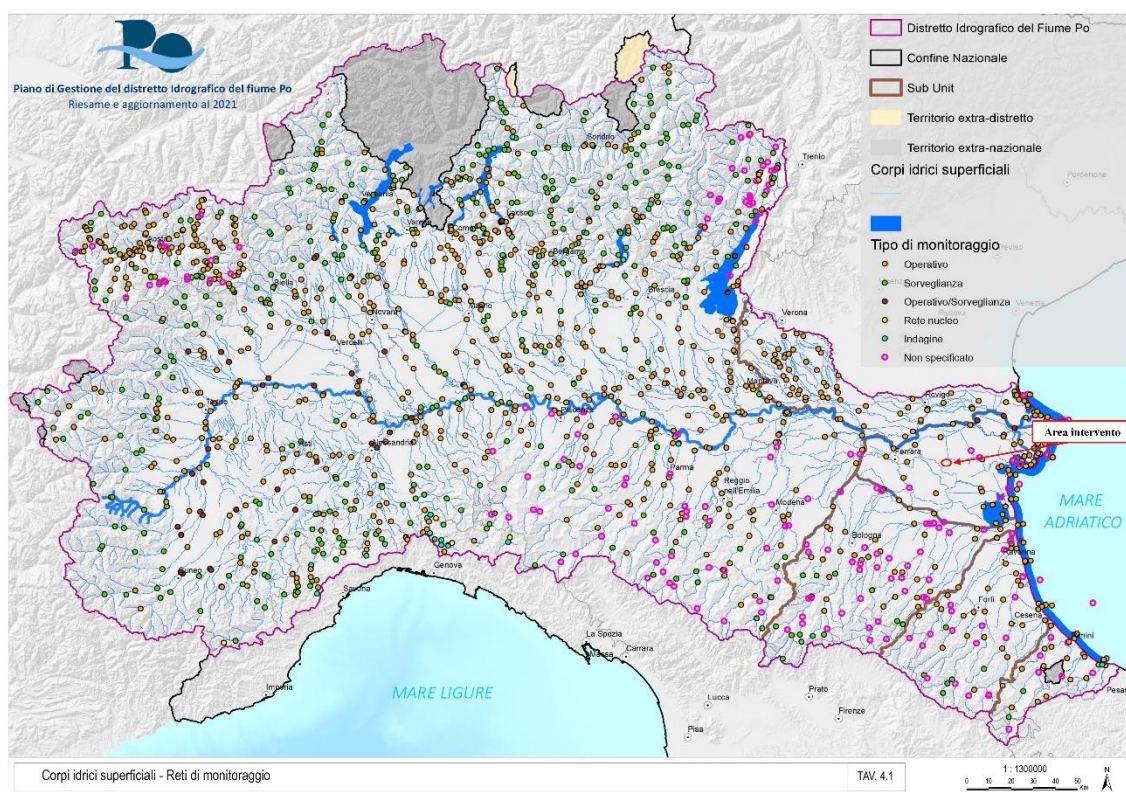 PO
Piano di Gestione del distretto Idrografico del fiume Po
Riesame e aggiornamento al 2021
Distretto Idrografico del Fiume Po
Confine Nazionale
Sub Unit
Territorio extra-distretto
Territorio extra-nazionale
Corpi idrici superficiali
Tipo di monitoraggio
Operativo
Sorveglianza
Operativo/Sorveglianza
Rete nucleo
Indagine
Non specificato
Sondrio
Trento
Pordenone
Lecco
Como
Bergamo
Biella
Brescia
Venezia
Padova
Novara
Verona
Vercelli
Mantova
Rovigo
Area intervento
Piacenza
Asti
Alessandria
Ferrara
Parma
Reggio
nell'Emilia
Modena
MARE
ADRIATICO
Bologna
Ravenna
Cuneo
Genova
Savona
Forlì
Cesena
La Spezia
Massa
Carrara
Pesar
Imperia
MARE LIGURE
Lucca
Prato
Firenze
Pisa
Corpi idrici superficiali - Reti di monitoraggio
TAV. 4.1
1 : 1300000
0 10 20 30 40 50
Km
N